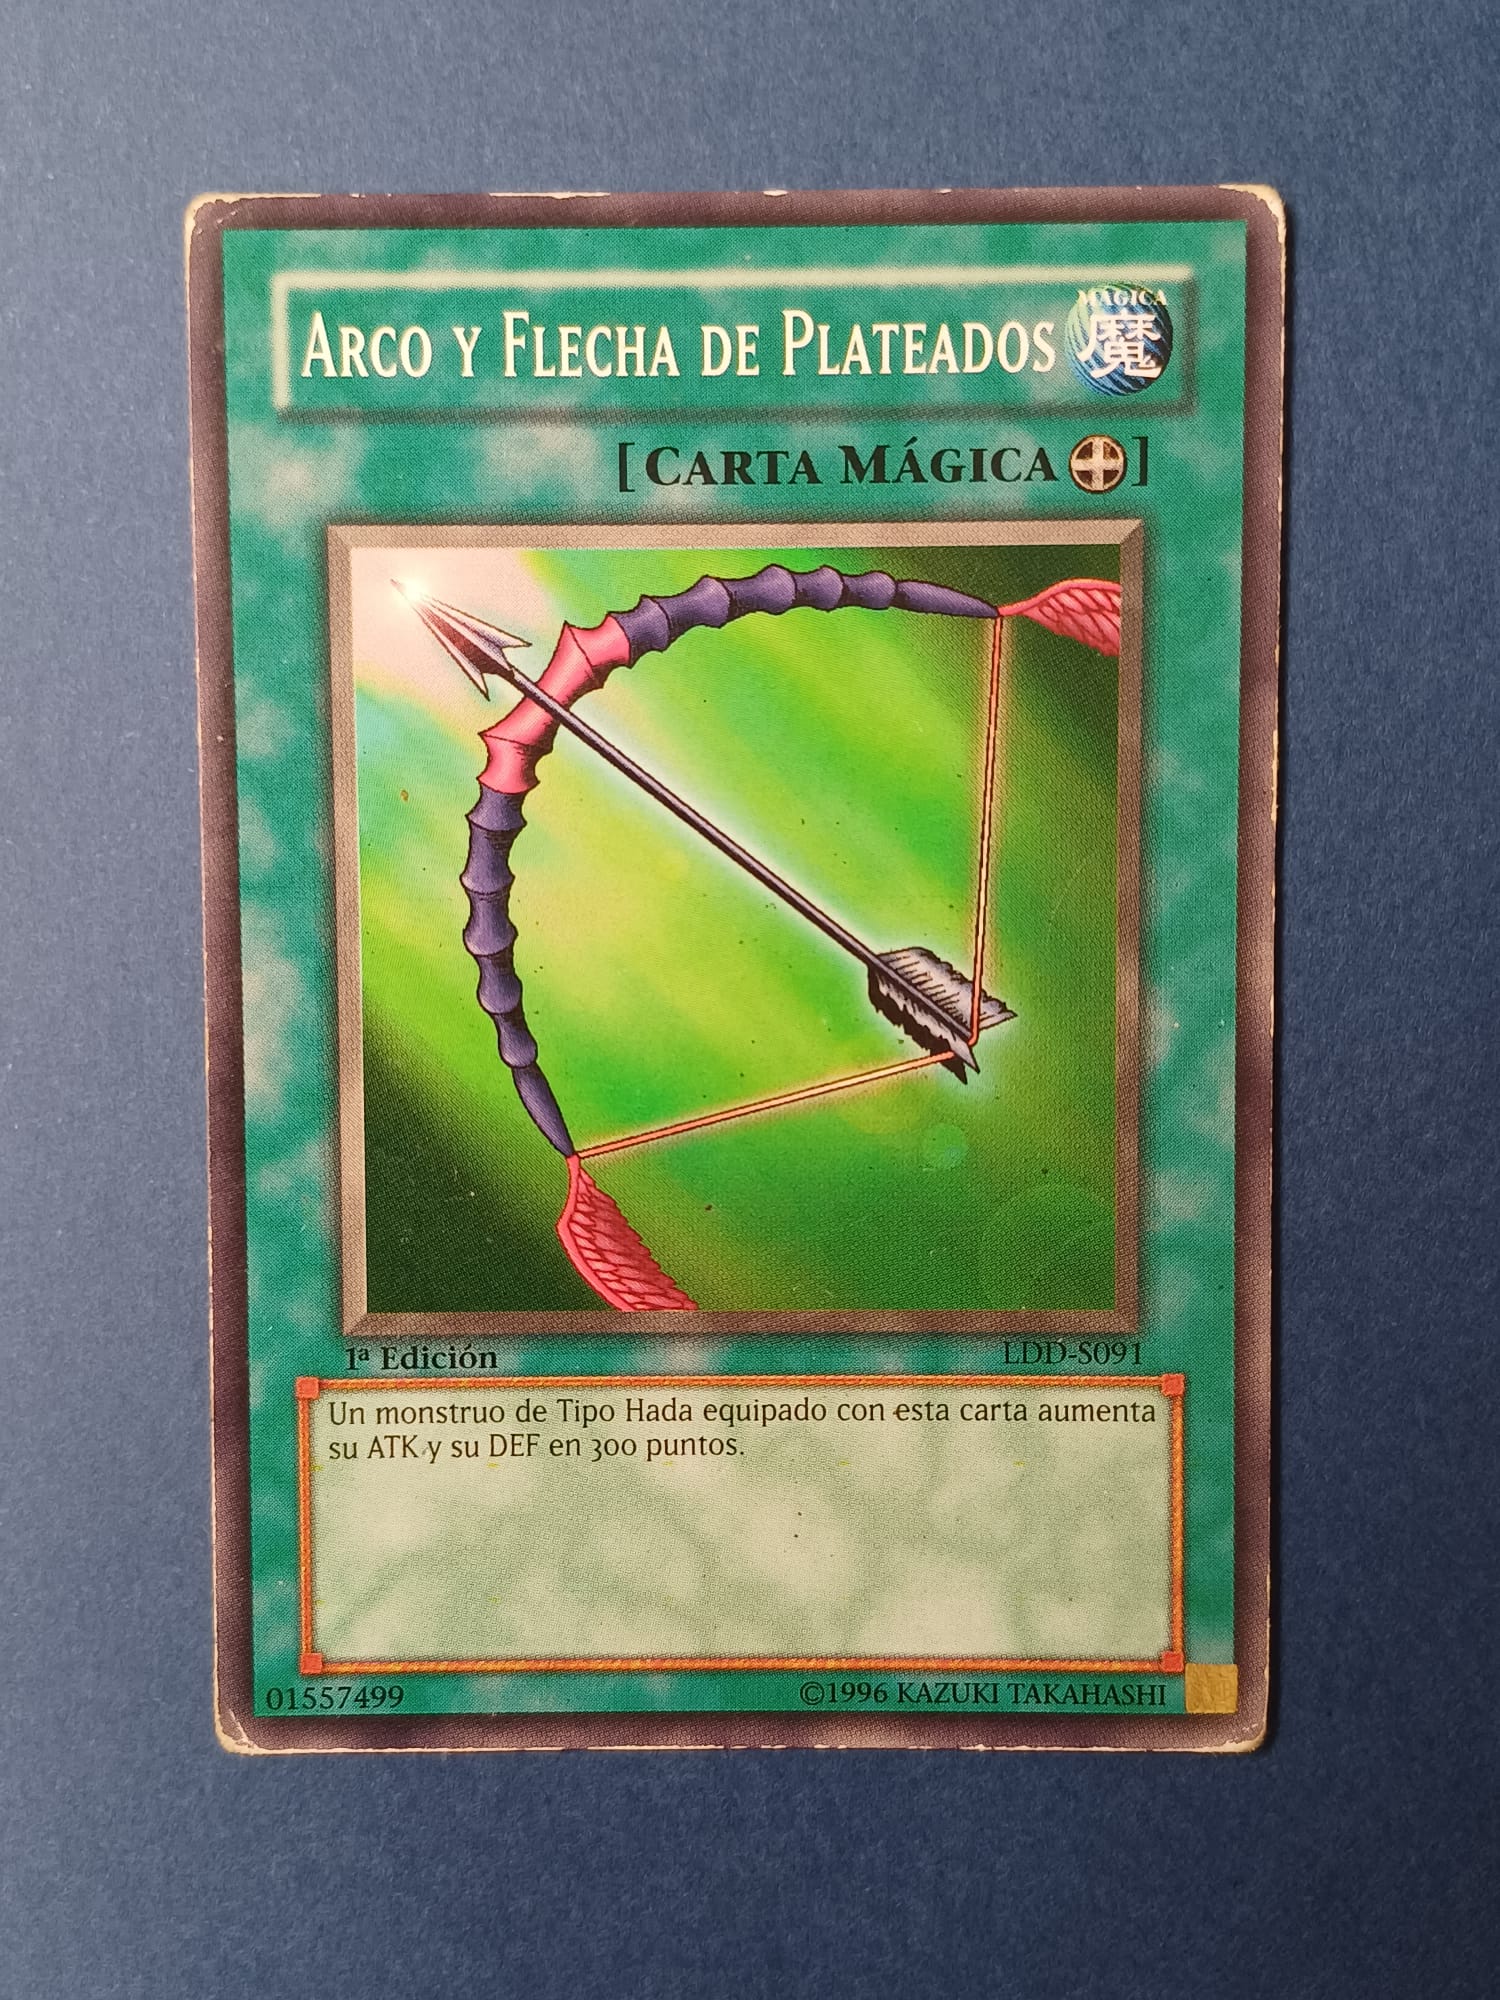 ARCO Y FLECHA DE PLATEADOS
MÁGICA
魔
[CARTA MÁGICA]
1ª Edición
LDD-S091
Un monstruo de Tipo Hada equipado con esta carta aumenta
su ATK y su DEF en 300 puntos.
01557499
©1996 KAZUKI TAKAHASHI